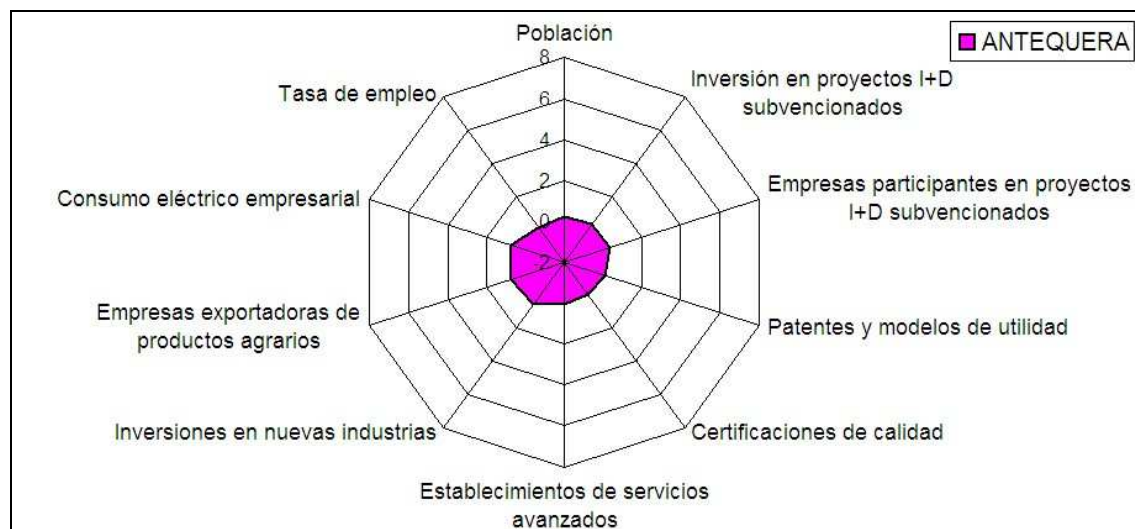 Población
ANTEQUERA
Inversión en proyectos I+D
subvencionados
Tasa de empleo
8
6
4
2
0
-2
Consumo eléctrico empresarial
Empresas participantes en proyectos
I+D subvencionados
Empresas exportadoras de
productos agrarios
Patentes y modelos de utilidad
Inversiones en nuevas industrias
Certificaciones de calidad
Establecimientos de servicios
avanzados